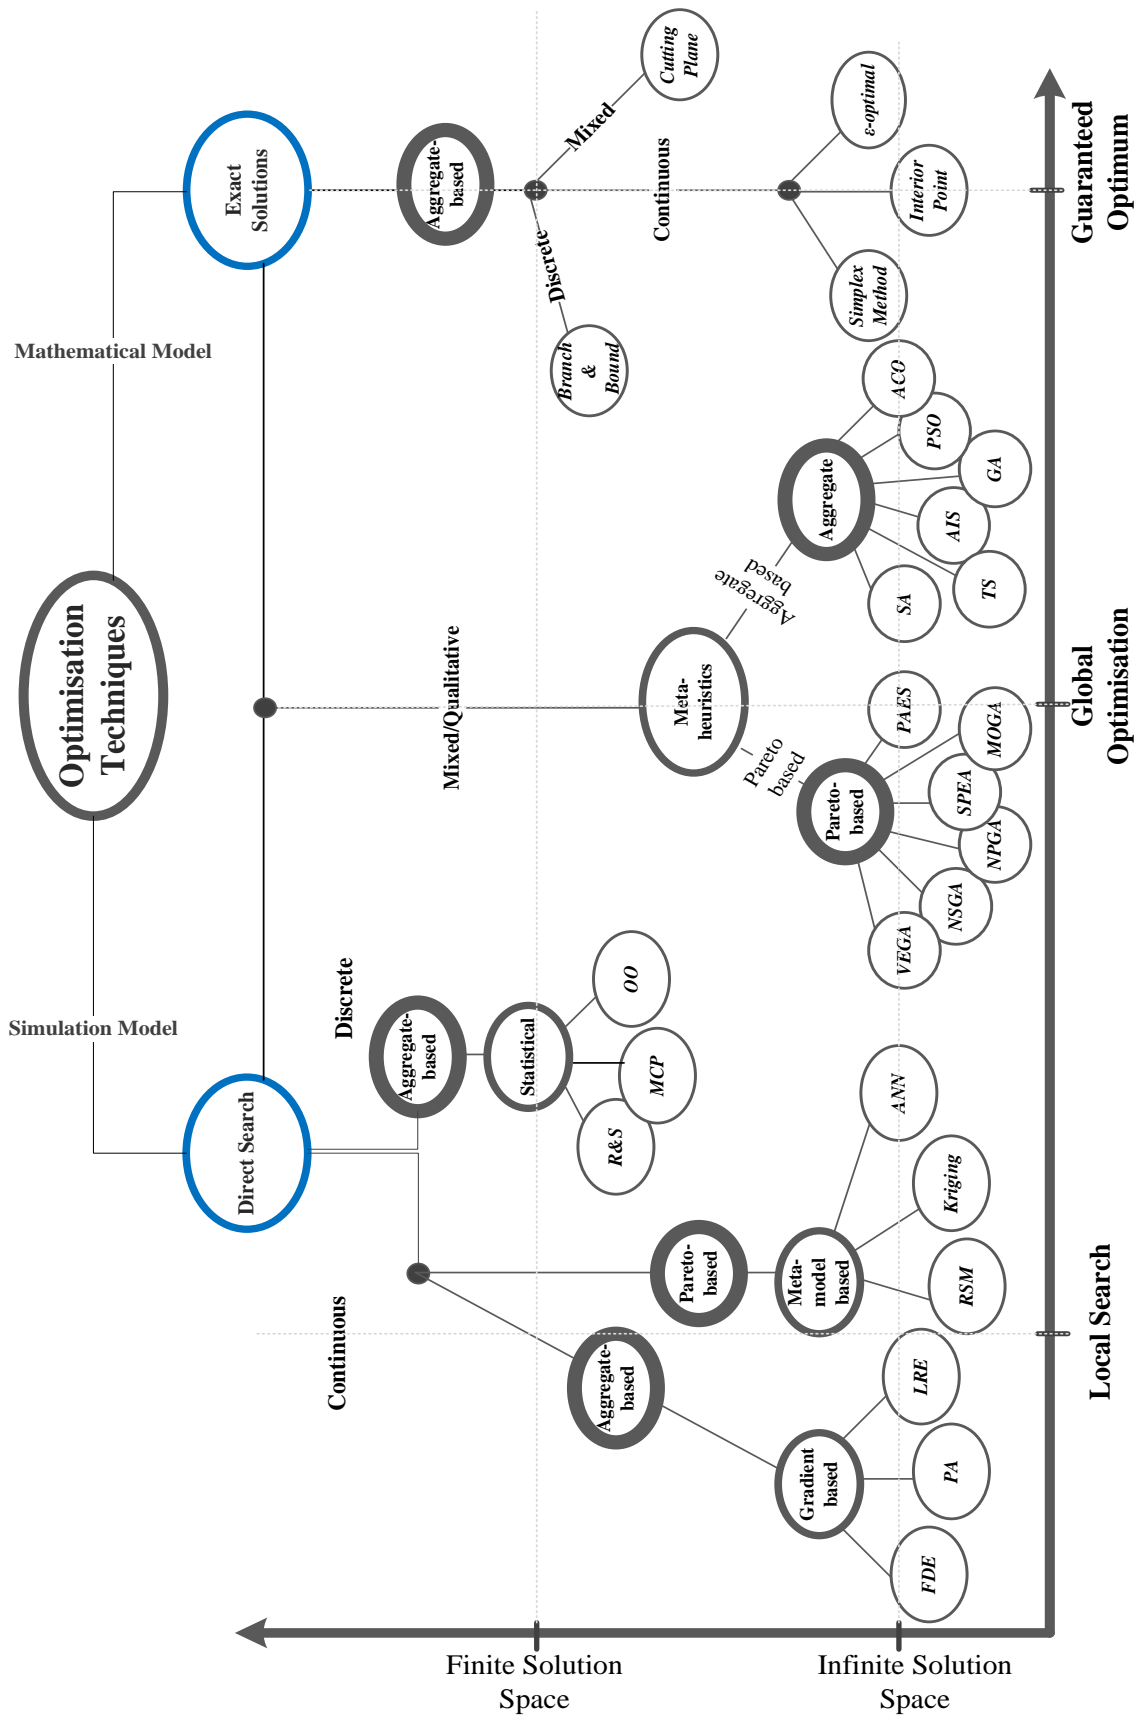 Optimisation
Techniques
Simulation Model
Mathematical Model
Direct Search
Exact
Solutions
Continuous
Discrete
Mixed/Qualitative
Aggregate-
based
Statistical
R&S
MCP
OO
Pareto-
based
Meta-
model
based
RSM
Kriging
ANN
Aggregate-
based
Gradient
based
FDE
PA
LRE
Meta-
heuristics
Pareto
based
Aggregate
based
Pareto-
based
VEGA
NSGA
NPGA
SPEA
MOGA
PAES
Aggregate
SA
TS
AIS
GA
PSO
ACO
Aggregate-
based
Discrete
Mixed
Continuous
Branch
&
Bound
Cutting
Plane
Simplex
Method
Interior
Point
ε-optimal
Finite Solution
Space
Infinite Solution
Space
Local Search
Global
Optimisation
Guaranteed
Optimum